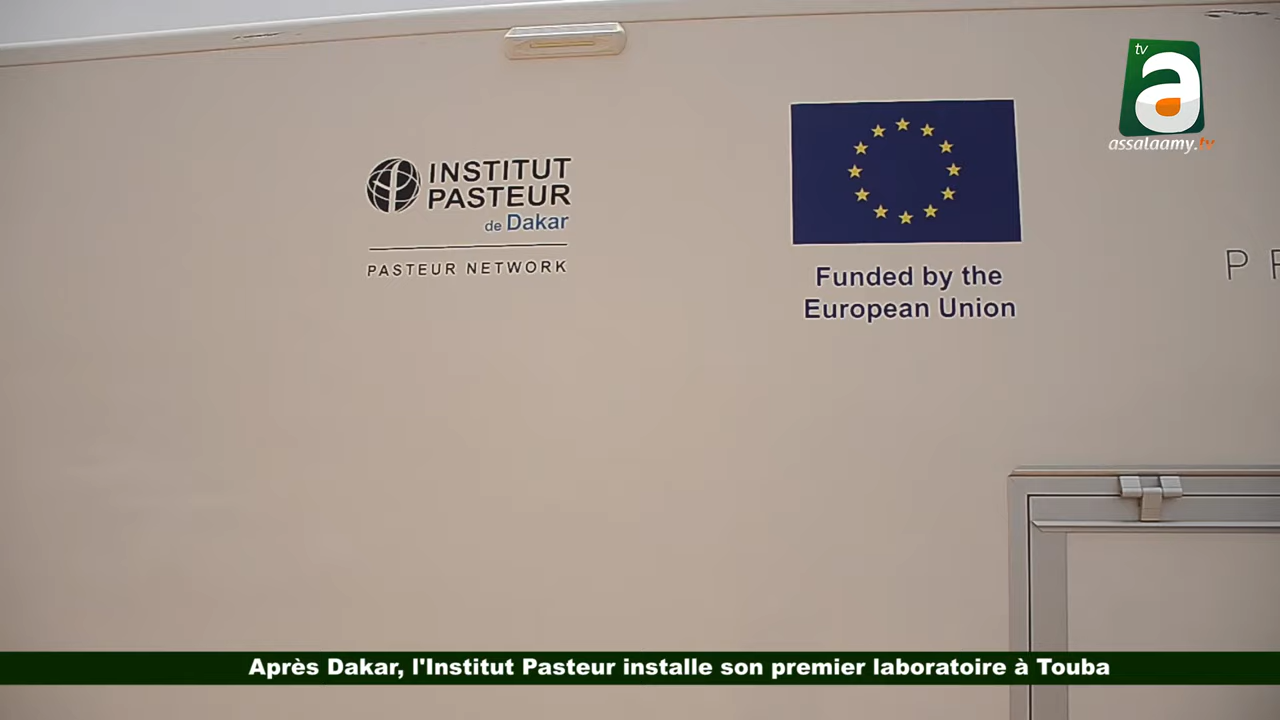 tv
a
assalaamy.tv
INSTITUT
PASTEUR
de Dakar
PASTEUR NETWORK
Funded by the
European Union
Après Dakar, l'Institut Pasteur installe son premier laboratoire à Touba